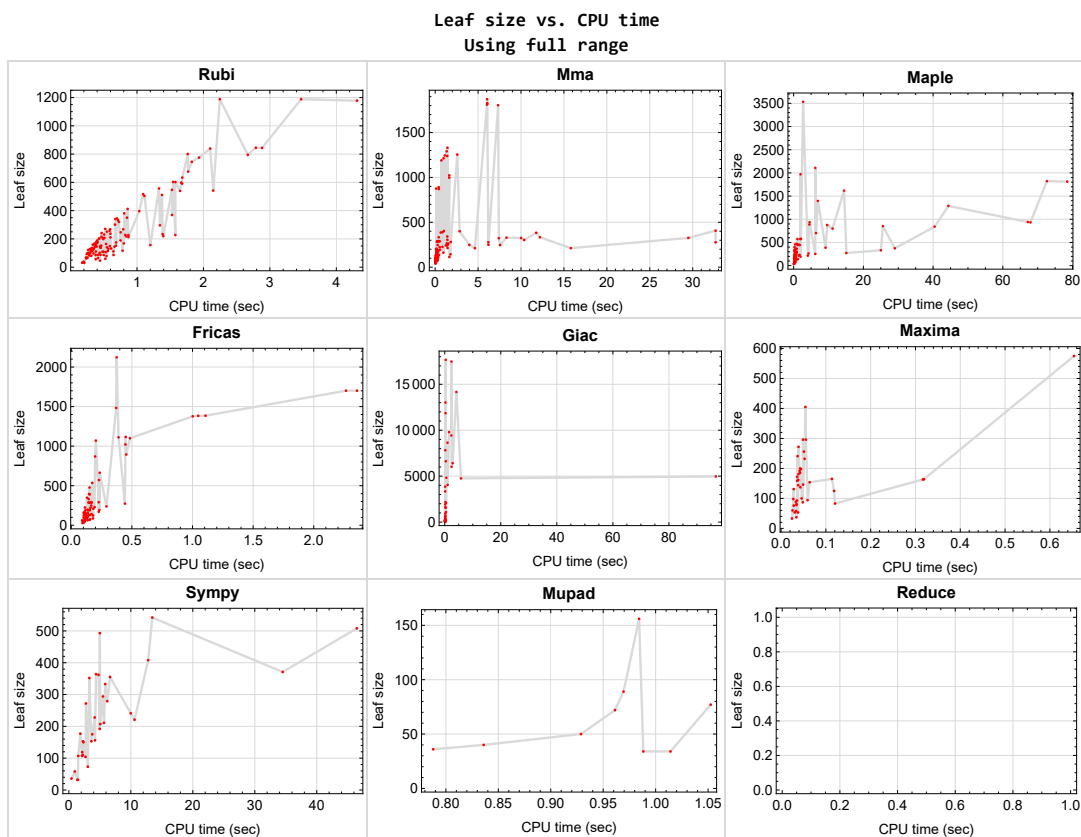 Leaf size vs. CPU time
Using full range
Rubi
Leaf size
1200
1000
800
600
400
200
0
0 1 2 3 4
CPU time (sec)
Mma
Leaf size
1500
1000
500
0
0 5 10 15 20 25 30
CPU time (sec)
Maple
Leaf size
3500
3000
2500
2000
1500
1000
500
0
0 20 40 60 80
CPU time (sec)
Fricas
Leaf size
2000
1500
1000
500
0
0.0 0.5 1.0 1.5 2.0
CPU time (sec)
Giac
Leaf size
15 000
10 000
5000
0
0 20 40 60 80
CPU time (sec)
Maxima
Leaf size
600
500
400
300
200
100
0
0.0 0.1 0.2 0.3 0.4 0.5 0.6
CPU time (sec)
Sympy
Leaf size
500
400
300
200
100
0
0 10 20 30 40
CPU time (sec)
Mupad
Leaf size
150
100
50
0
0.80 0.85 0.90 0.95 1.00 1.05
CPU time (sec)
Reduce
Leaf size
1.0
0.8
0.6
0.4
0.2
0.0
0.0 0.2 0.4 0.6 0.8 1.0
CPU time (sec)